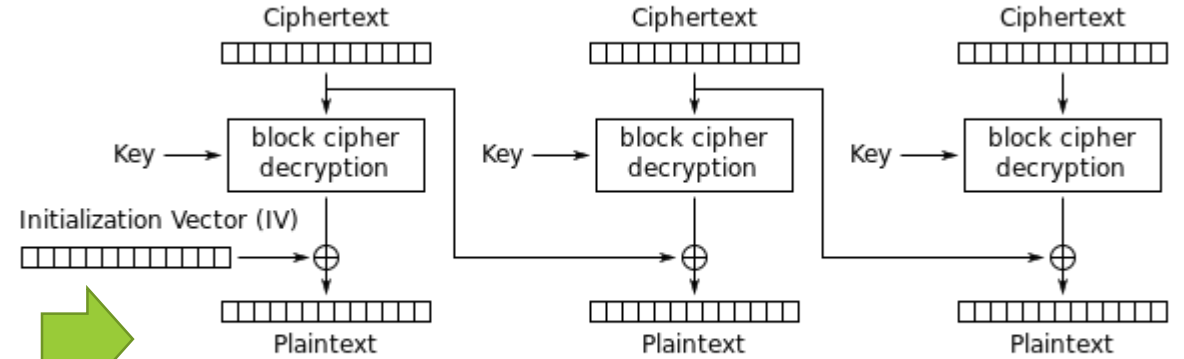 Ciphertext
Ciphertext
Ciphertext
Key
block cipher
decryption
Key
block cipher
decryption
Key
block cipher
decryption
Initialization Vector (IV)
Plaintext
Plaintext
Plaintext